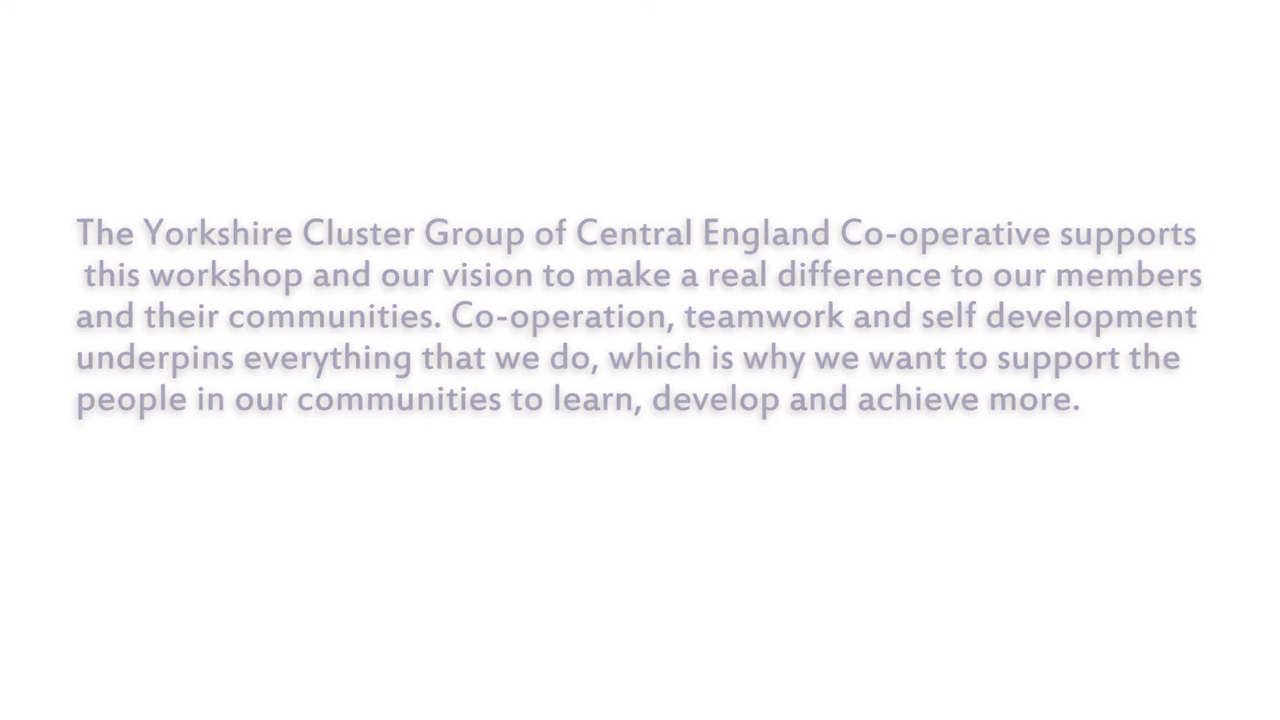 The Yorkshire Cluster Group of Central England Co-operative supports
this workshop and our vision to make a real difference to our members
and their communities. Co-operation, teamwork and self development
underpins everything that we do, which is why we want to support the
people in our communities to learn, develop and achieve more.